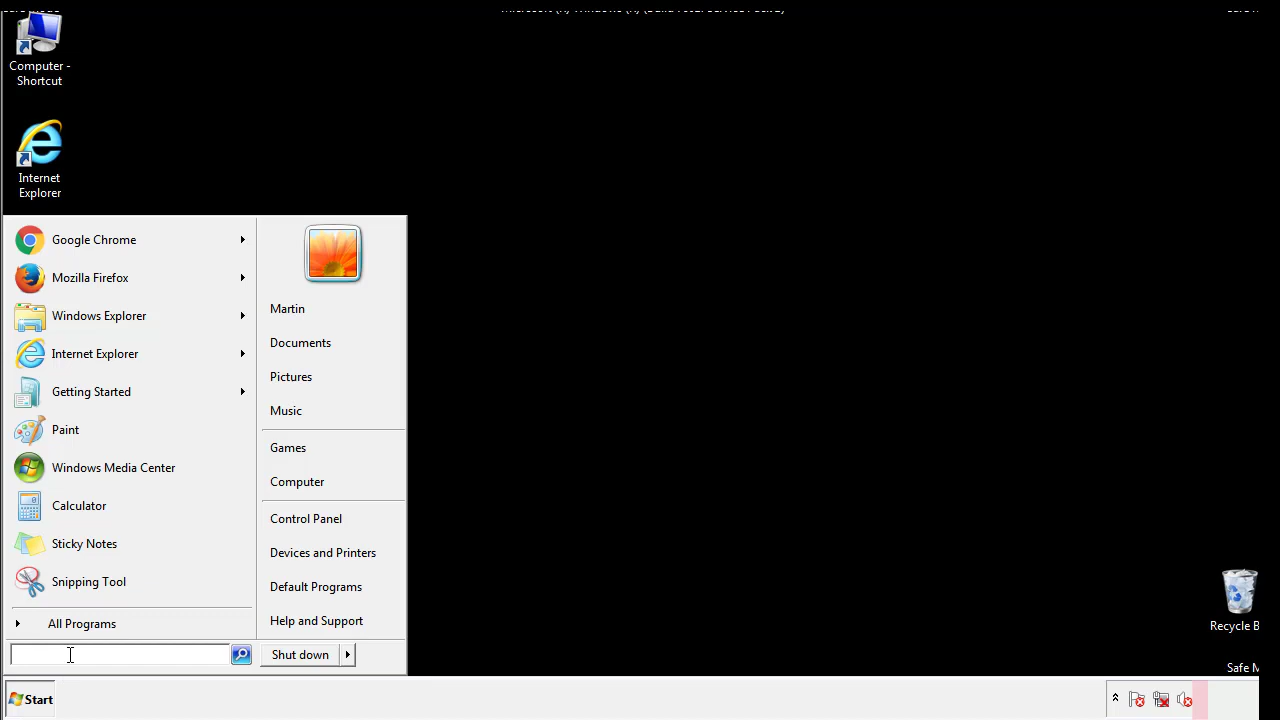 Computer -
Shortcut
Internet
Explorer
Google Chrome
Mozilla Firefox
Windows Explorer
Internet Explorer
Getting Started
Paint
Windows Media Center
Calculator
Sticky Notes
Snipping Tool
All Programs
Martin
Documents
Pictures
Music
Games
Computer
Control Panel
Devices and Printers
Default Programs
Help and Support
Shut down
Recycle B
Safe M
Start